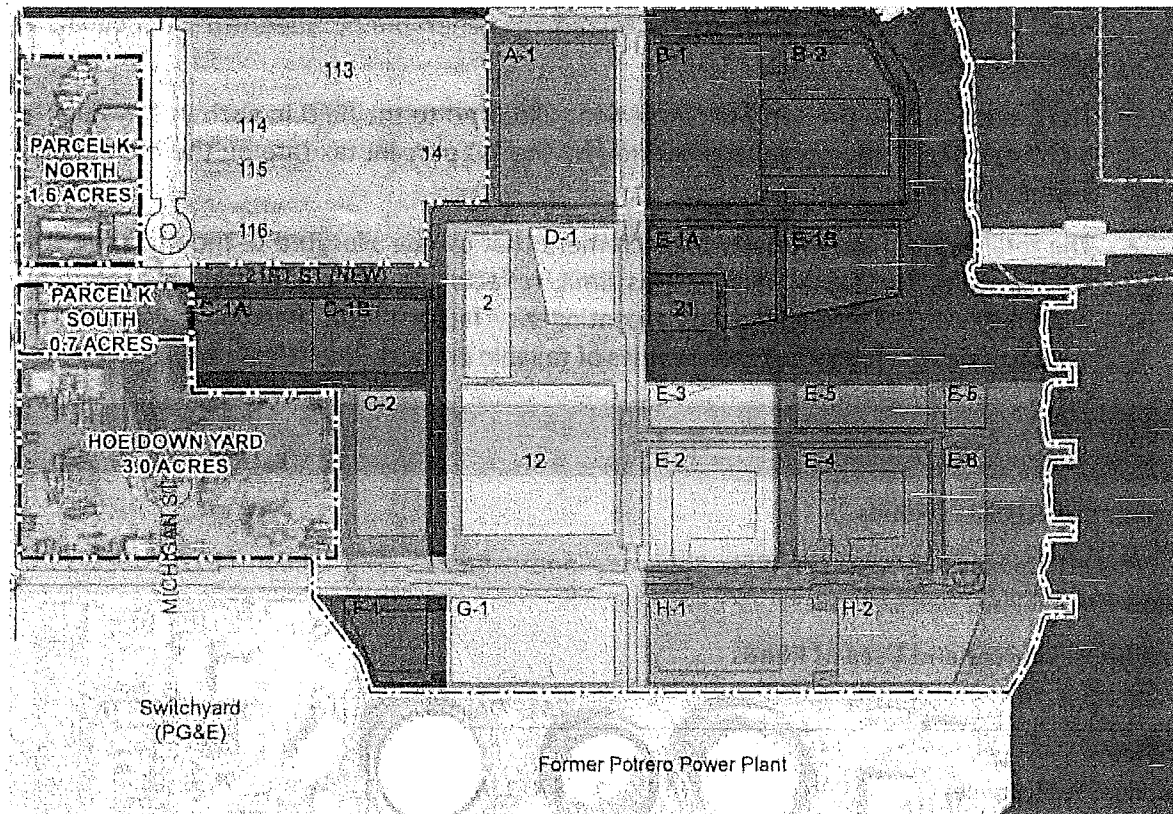 113
114
115
116
14
PARCEL K
NORTH
1.6 ACRES
A-1
B-1
B-2
21ST ST (NEW)
PARCEL K
SOUTH
0.7 ACRES
C-1A
C-1B
2
D-1
E-1A
E-1B
21
HOE DOWN YARD
3.0 ACRES
MICHIGAN ST
C-2
12
E-3
E-2
E-5
E-4
E-6
F-1
G-1
H-1
H-2
Switchyard
(PG&E)
Former Potrero Power Plant